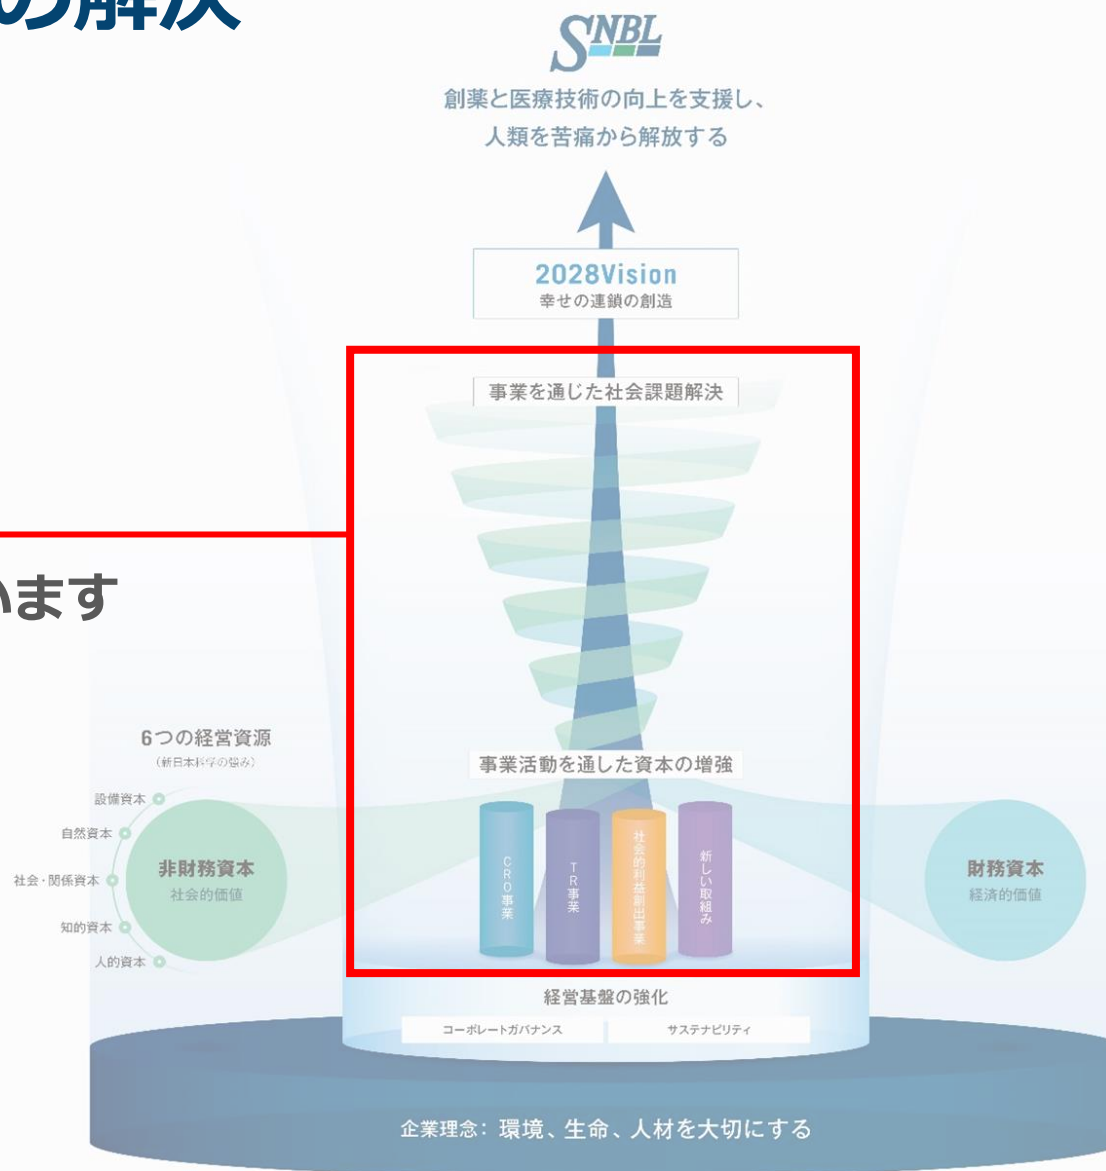 の解決
SNBL
創薬と医療技術の向上を支援し、
人類を苦痛から解放する
2028Vision
幸せの連鎖の創造
事業を通じた社会課題解決
います
6つの経営資源
(新日本科学の強み)
設備資本
自然資本
社会・関係資本
知的資本
人的資本
非財務資本
社会的価値
事業活動を通した資本の増強
CRO事業
TR事業
社会的利益創出事業
新しい取組み
財務資本
経済的価値
経営基盤の強化
コーポレートガバナンス
サステナビリティ
企業理念: 環境、生命、人材を大切にする